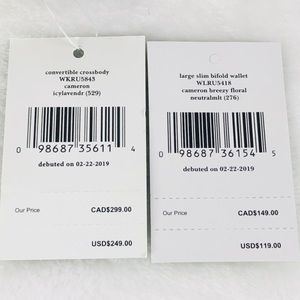 convertible crossbody
WKRU5843
cameron
icylavendr (529)
0 98687 35611 4
debuted on 02-22-2019
Our Price CAD$299.00
USD$249.00
large slim bifold wallet
WLRU5418
cameron breezy floral
neutralmlt (276)
0 98687 36154 5
debuted on 02-22-2019
Our Price CAD$149.00
USD$119.00